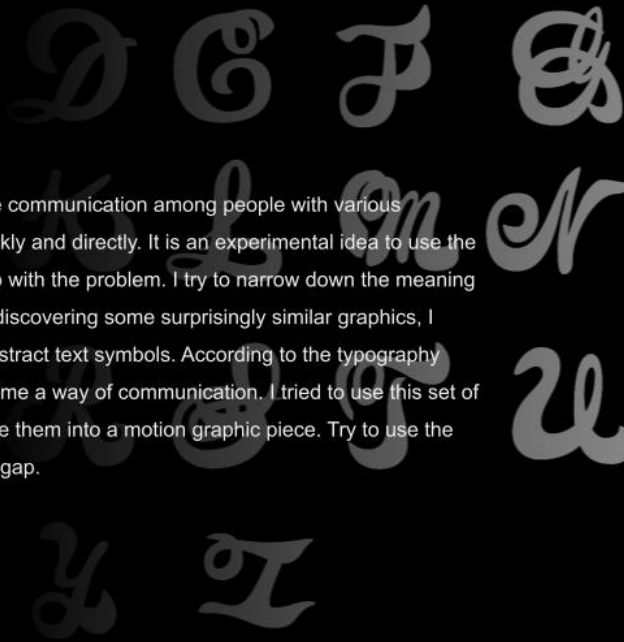 D E F G
K L M N
e communication among people with various
kly and directly. It is an experimental idea to use the
o with the problem. I try to narrow down the meaning
discovering some surprisingly similar graphics, I
stract text symbols. According to the typography
me a way of communication. I tried to use this set of
e them into a motion graphic piece. Try to use the
gap.
R S T U
Y Z